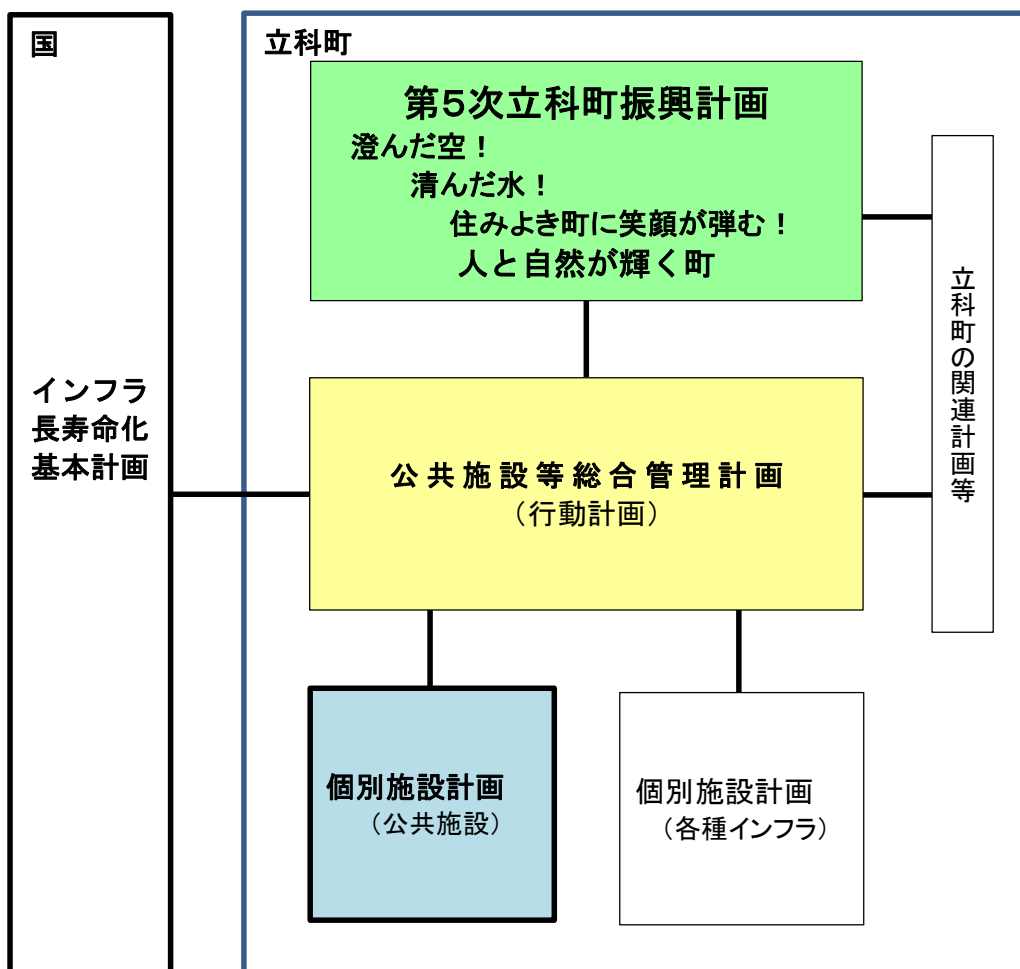 国
インフラ
長寿命化
基本計画
立科町
第5次立科町振興計画
澄んだ空！
清んだ水！
住みよき町に笑顔が弾む！
人と自然が輝く町
公共施設等総合管理計画
（行動計画）
個別施設計画
（公共施設）
個別施設計画
（各種インフラ）
立科町の関連計画等